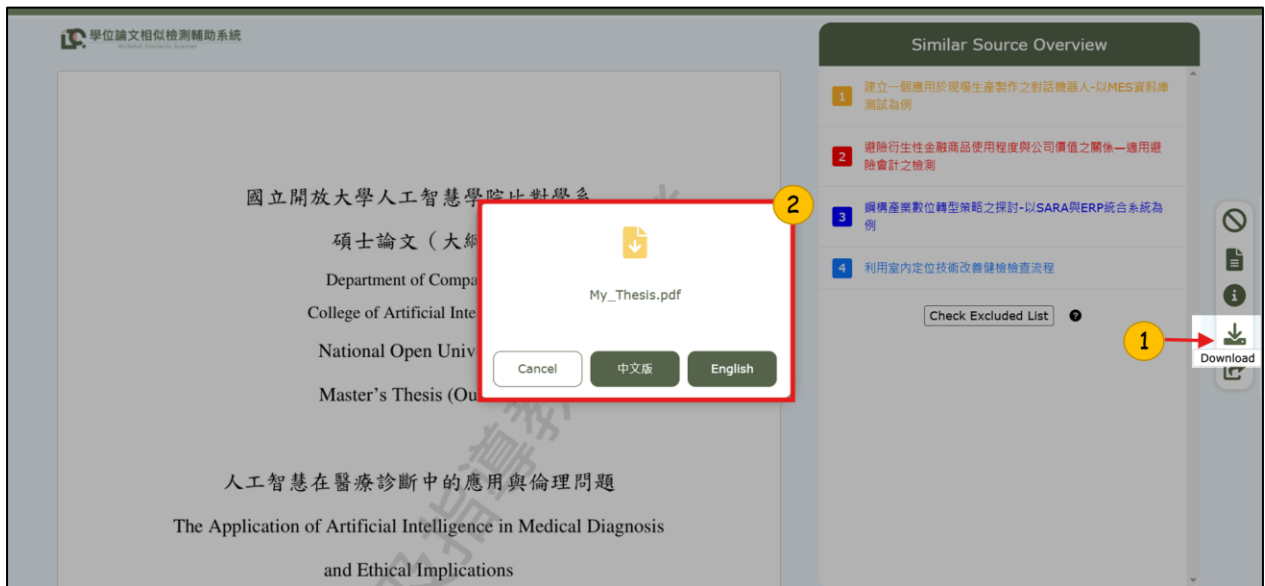 學位論文相似檢測輔助系統
Similar Source Overview
1 建立一個應用於現場生產製作之對話機器人-以MES資料庫
測試為例
2 避險行生性金融商品使用程度與公司價值之關係—適用避
險會計之檢測
3 鋼構產業數位轉型策略之探討-以SARA與ERP統合系統為
例
4 利用室內定位技術改善健檢檢查流程
Check Excluded List
國立開放大學人工智慧學院比對學系
碩士論文（大綱
Department of Compa
College of Artificial Inte
National Open Univ
Master's Thesis (Ou
2
My_Thesis.pdf
Cancel
中文版
English
1
Download
人工智慧在醫療診斷中的應用與倫理問題
The Application of Artificial Intelligence in Medical Diagnosis
and Ethical Implications
及指導教